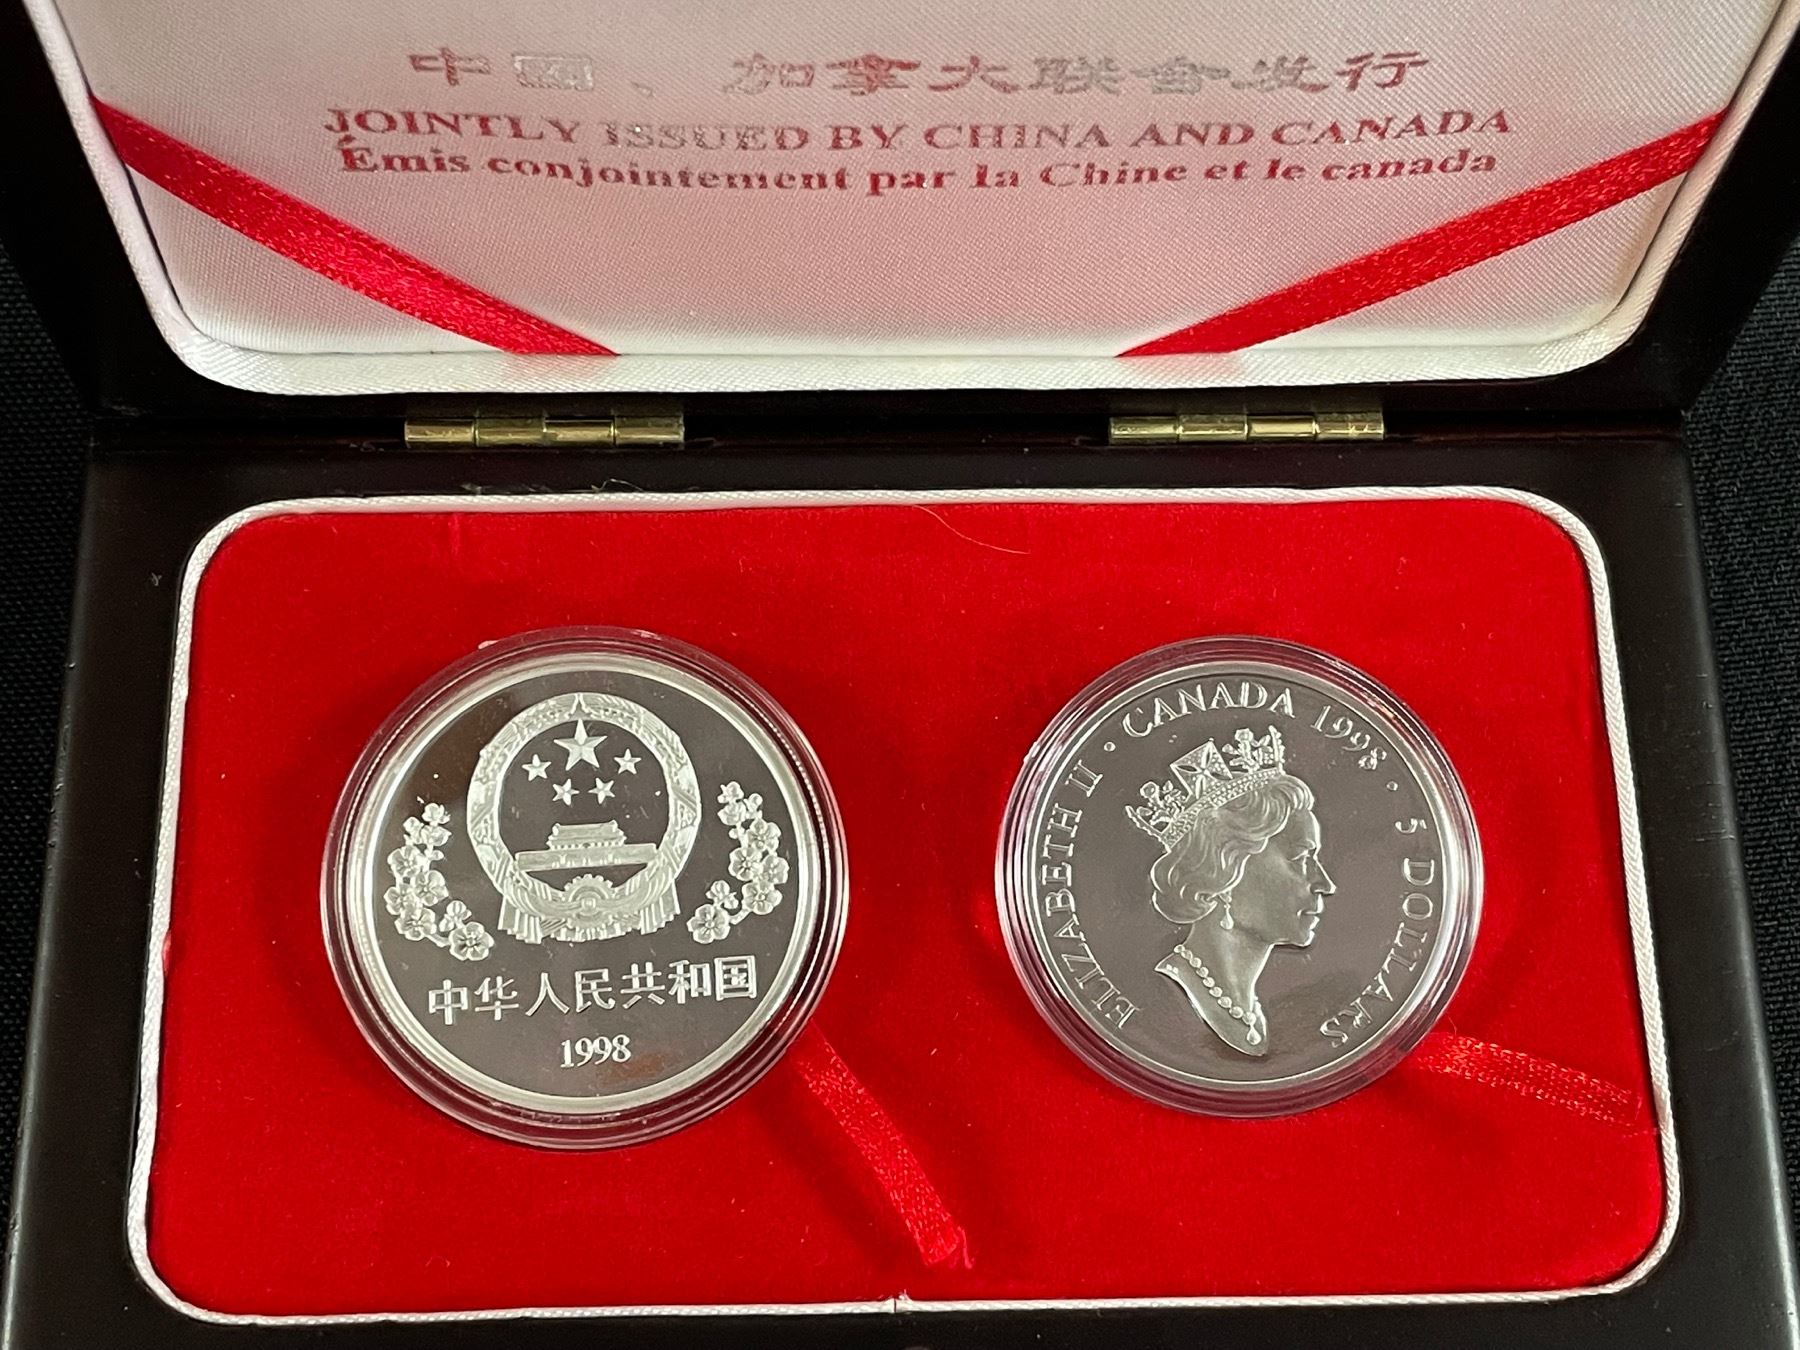 中國、加拿大联合发行
JOINTLY ISSUED BY CHINA AND CANADA
Émis conjointement par la Chine et le canada
中华人民共和国
1998
ELIZABETH II · CANADA 1998 · 5 DOLLARS